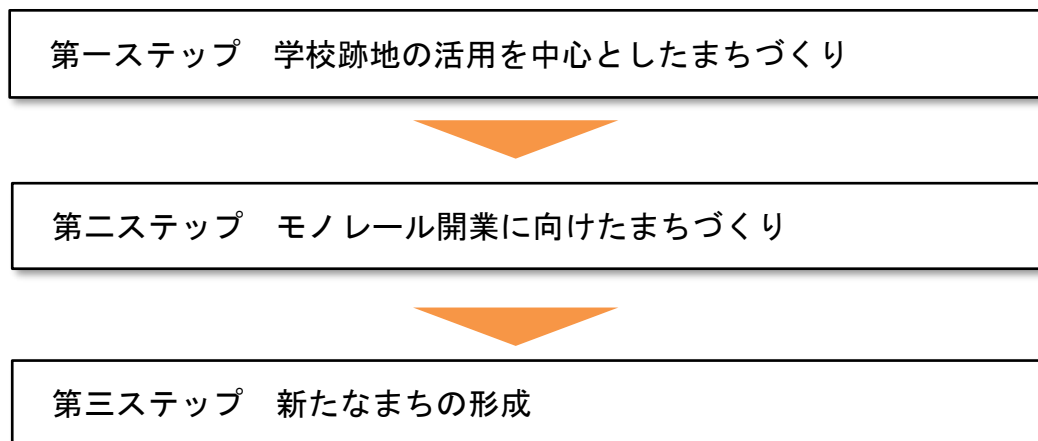 第一ステップ　学校跡地の活用を中心としたまちづくり
第二ステップ　モノレール開業に向けたまちづくり
第三ステップ　新たなまちの形成